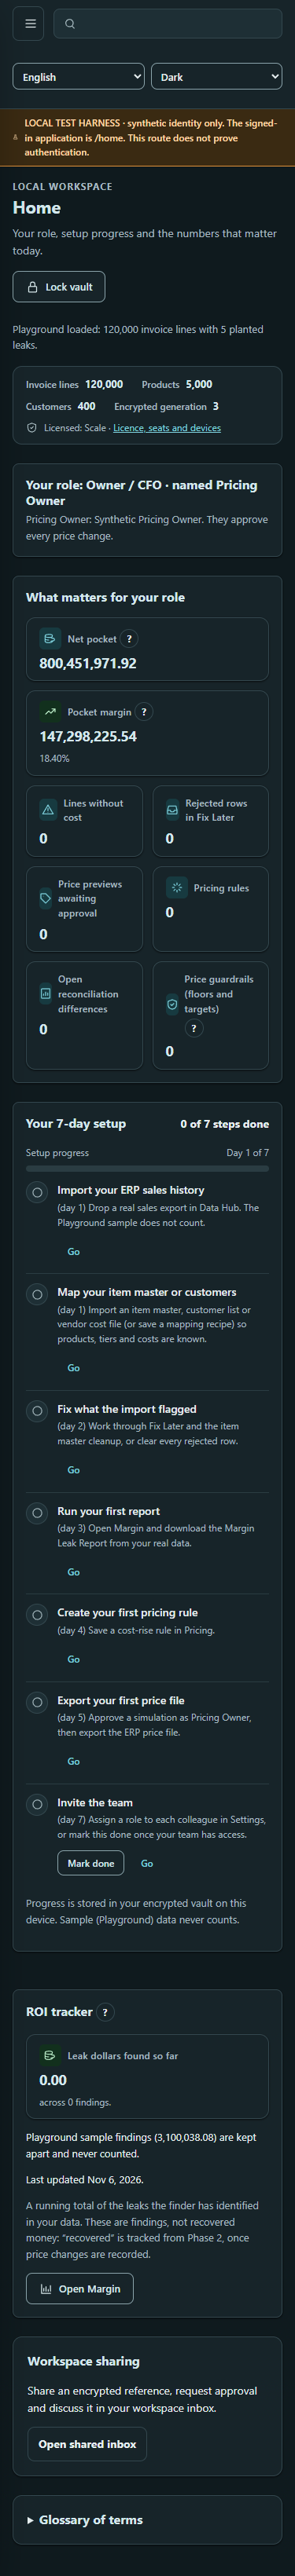 English
Dark
LOCAL TEST HARNESS · synthetic identity only. The signed-
in application is /home. This route does not prove
authentication.
LOCAL WORKSPACE
Home
Your role, setup progress and the numbers that matter
today.
Lock vault
Playground loaded: 120,000 invoice lines with 5 planted
leaks.
Invoice lines 120,000 Products 5,000
Customers 400 Encrypted generation 3
Licensed: Scale · Licence, seats and devices
Your role: Owner / CFO · named Pricing
Owner
Pricing Owner: Synthetic Pricing Owner. They approve
every price change.
What matters for your role
Net pocket ?
800,451,971.92
Pocket margin ?
147,298,225.54
18.40%
Lines without
cost
0
Rejected rows
in Fix Later
0
Price previews
awaiting
approval
0
Pricing rules
0
Open
reconciliation
differences
0
Price guardrails
(floors and
targets)
?
0
Your 7-day setup 0 of 7 steps done
Setup progress Day 1 of 7
Import your ERP sales history
(day 1) Drop a real sales export in Data Hub. The
Playground sample does not count.
Go
Map your item master or customers
(day 1) Import an item master, customer list or
vendor cost file (or save a mapping recipe) so
products, tiers and costs are known.
Go
Fix what the import flagged
(day 2) Work through Fix Later and the item
master cleanup, or clear every rejected row.
Go
Run your first report
(day 3) Open Margin and download the Margin
Leak Report from your real data.
Go
Create your first pricing rule
(day 4) Save a cost-rise rule in Pricing.
Go
Export your first price file
(day 5) Approve a simulation as Pricing Owner,
then export the ERP price file.
Go
Invite the team
(day 7) Assign a role to each colleague in Settings,
or mark this done once your team has access.
Mark done Go
Progress is stored in your encrypted vault on this
device. Sample (Playground) data never counts.
ROI tracker ?
Leak dollars found so far
0.00
across 0 findings.
Playground sample findings (3,100,038.08) are kept
apart and never counted.
Last updated Nov 6, 2026.
A running total of the leaks the finder has identified
in your data. These are findings, not recovered
money: “recovered” is tracked from Phase 2, once
price changes are recorded.
Open Margin
Workspace sharing
Share an encrypted reference, request approval
and discuss it in your workspace inbox.
Open shared inbox
Glossary of terms